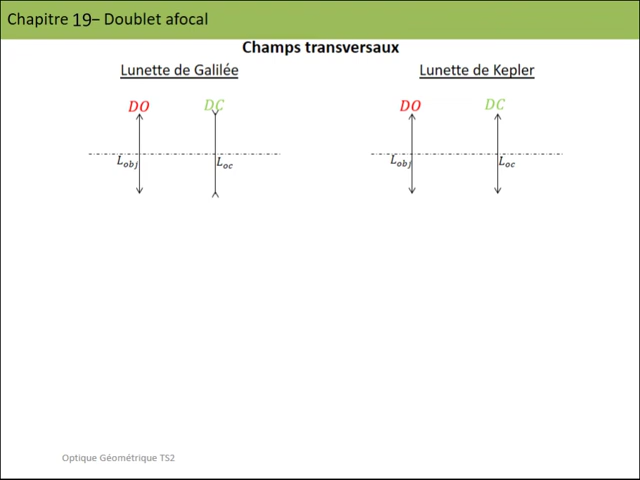 Chapitre 19– Doublet afocal
Champs transversaux
Lunette de Galilée
Lunette de Kepler
DO DC
DO DC
L_obj L_oc
L_obj L_oc
Optique Géométrique TS2